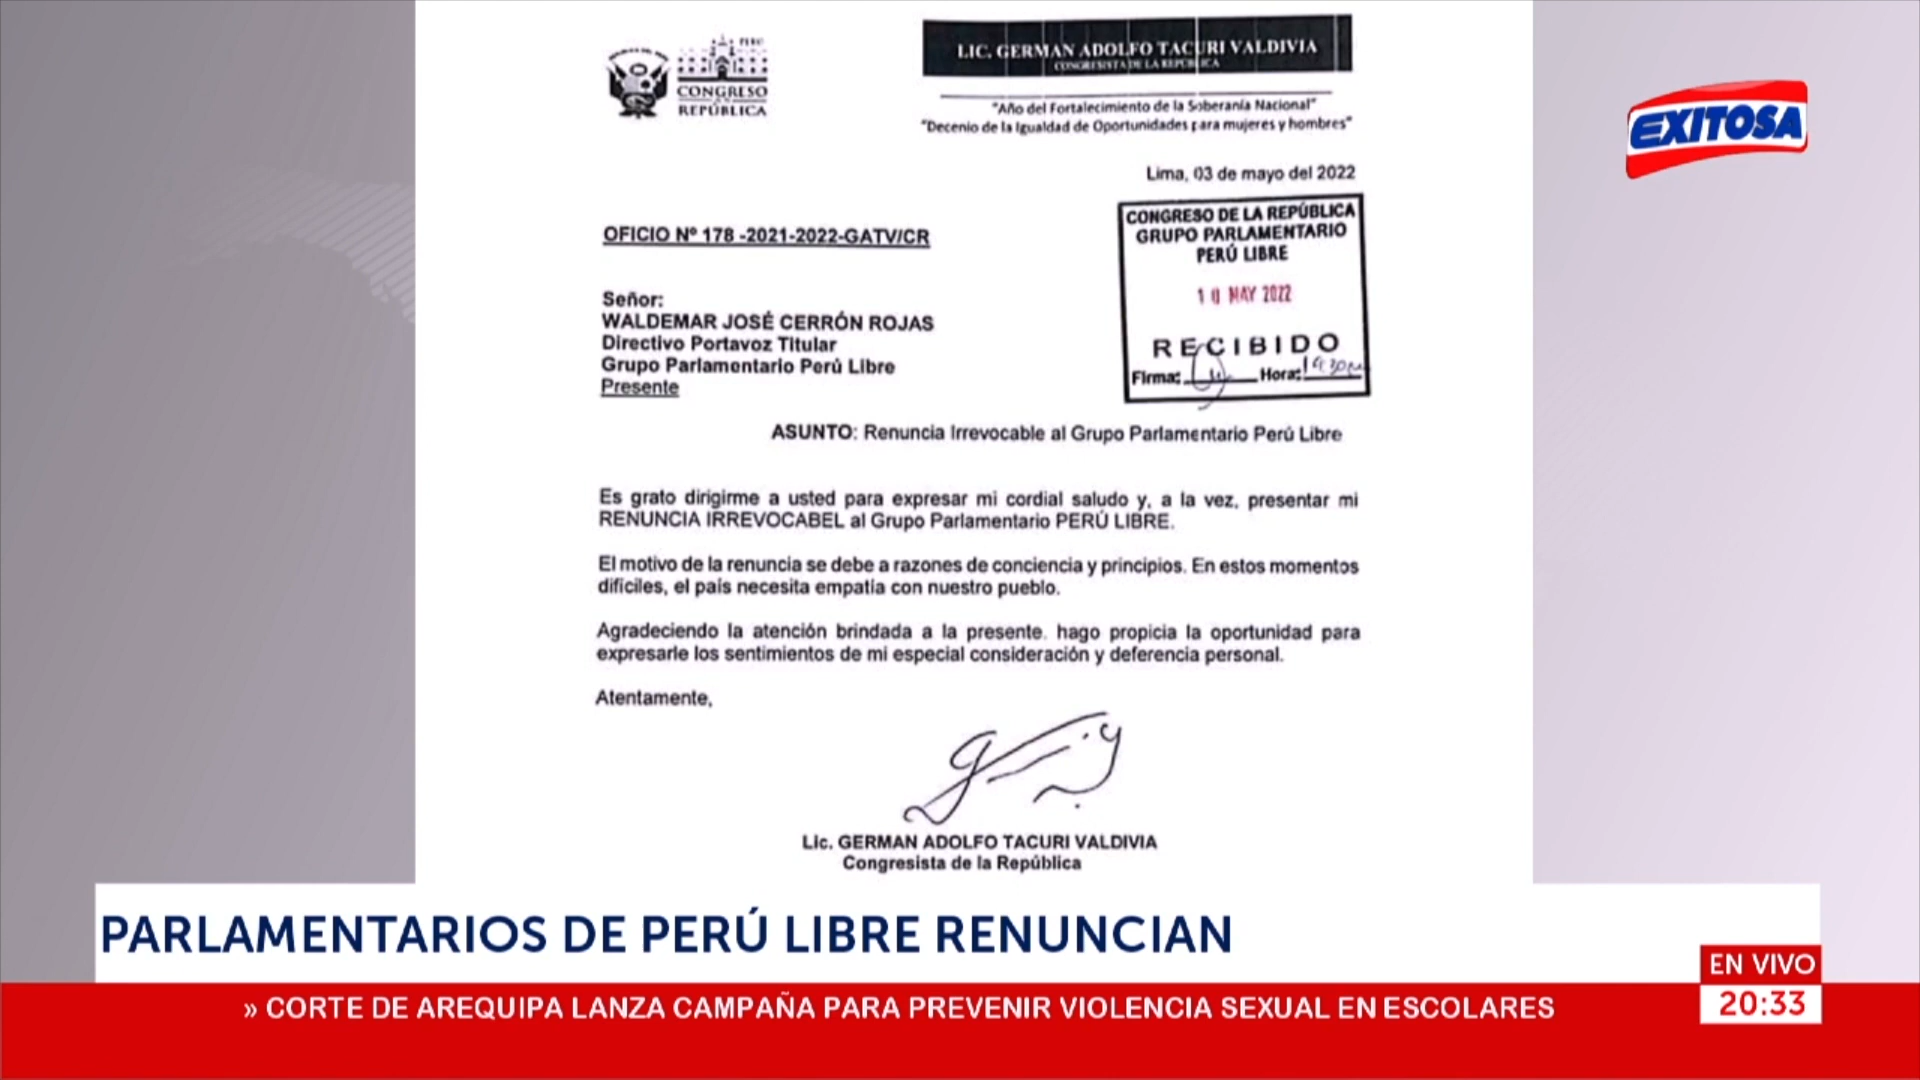 PERÚ
CONGRESO
REPÚBLICA
LIC. GERMAN ADOLFO TACURI VALDIVIA
CONGRESISTA DE LA REPÚBLICA
"Año del Fortalecimiento de la Soberanía Nacional"
"Decenio de la Igualdad de Oportunidades para mujeres y hombres"
EXITOSA
Lima, 03 de mayo del 2022
CONGRESO DE LA REPÚBLICA
GRUPO PARLAMENTARIO
PERÚ LIBRE
10 MAY 2022
RECIBIDO
Firma: Hora:
OFICIO Nº 178 -2021-2022-GATV/CR
Señor:
WALDEMAR JOSÉ CERRÓN ROJAS
Directivo Portavoz Titular
Grupo Parlamentario Perú Libre
Presente
ASUNTO: Renuncia Irrevocable al Grupo Parlamentario Perú Libre
Es grato dirigirme a usted para expresar mi cordial saludo y, a la vez, presentar mi
RENUNCIA IRREVOCABEL al Grupo Parlamentario PERÚ LIBRE.
El motivo de la renuncia se debe a razones de conciencia y principios. En estos momentos
difíciles, el país necesita empatía con nuestro pueblo.
Agradeciendo la atención brindada a la presente, hago propicia la oportunidad para
expresarle los sentimientos de mi especial consideración y deferencia personal.
Atentamente,
Lic. GERMAN ADOLFO TACURI VALDIVIA
Congresista de la República
PARLAMENTARIOS DE PERÚ LIBRE RENUNCIAN
EN VIVO
20:33
» CORTE DE AREQUIPA LANZA CAMPAÑA PARA PREVENIR VIOLENCIA SEXUAL EN ESCOLARES